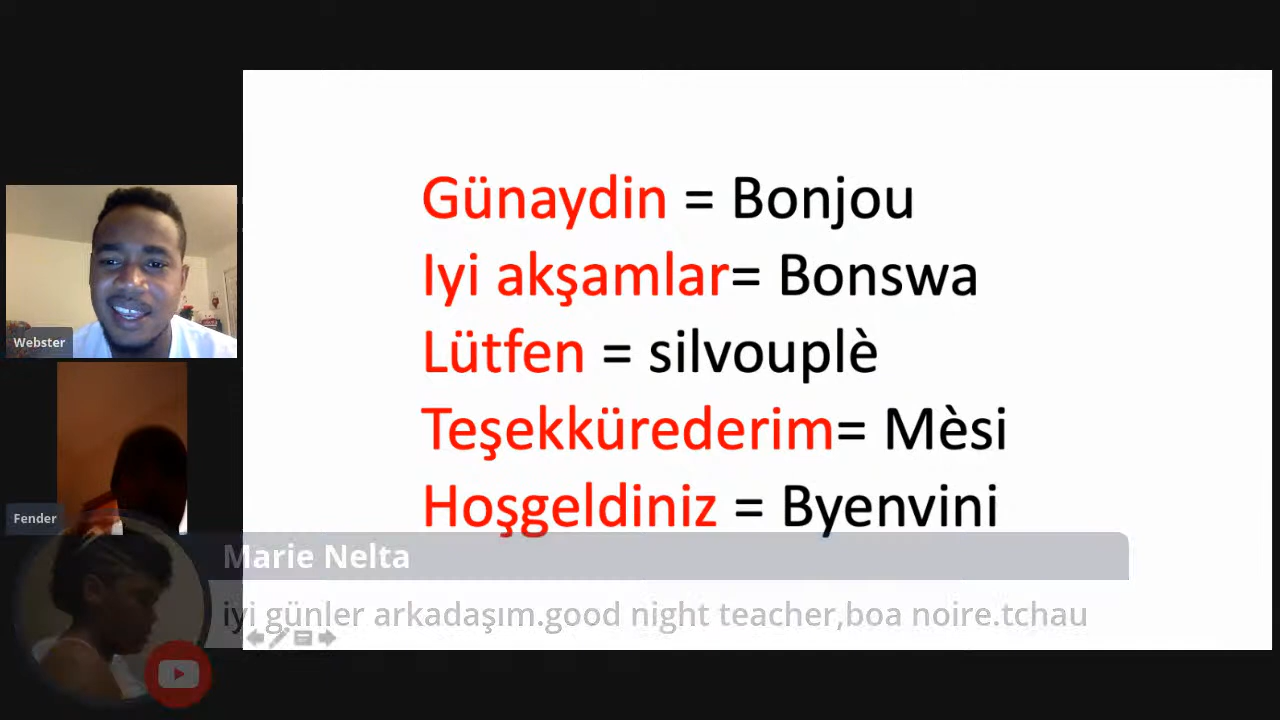 Günaydin = Bonjou
Iyi akşamlar= Bonswa
Lütfen = silvouplè
Teşekkürederim= Mèsi
Hoşgeldiniz = Byenvini
Webster
Fender
Marie Nelta
iyi günler arkadaşım.good night teacher,boa noire.tchau